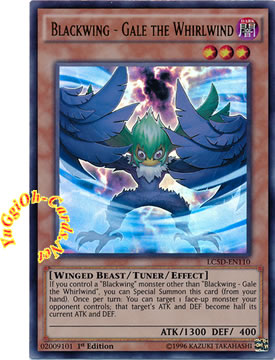 Blackwing - Gale the Whirlwind
DARK
YuGgiOh-Cards.Net
LC5D-EN110
[Winged Beast/Tuner/Effect]
If you control a "Blackwing" monster other than "Blackwing - Gale
the Whirlwind", you can Special Summon this card (from your
hand). Once per turn: You can target 1 face-up monster your
opponent controls; that target's ATK and DEF become half its
current ATK and DEF.
ATK/1300 DEF/ 400
02009101 1st Edition ©1996 KAZUKI TAKAHASHI